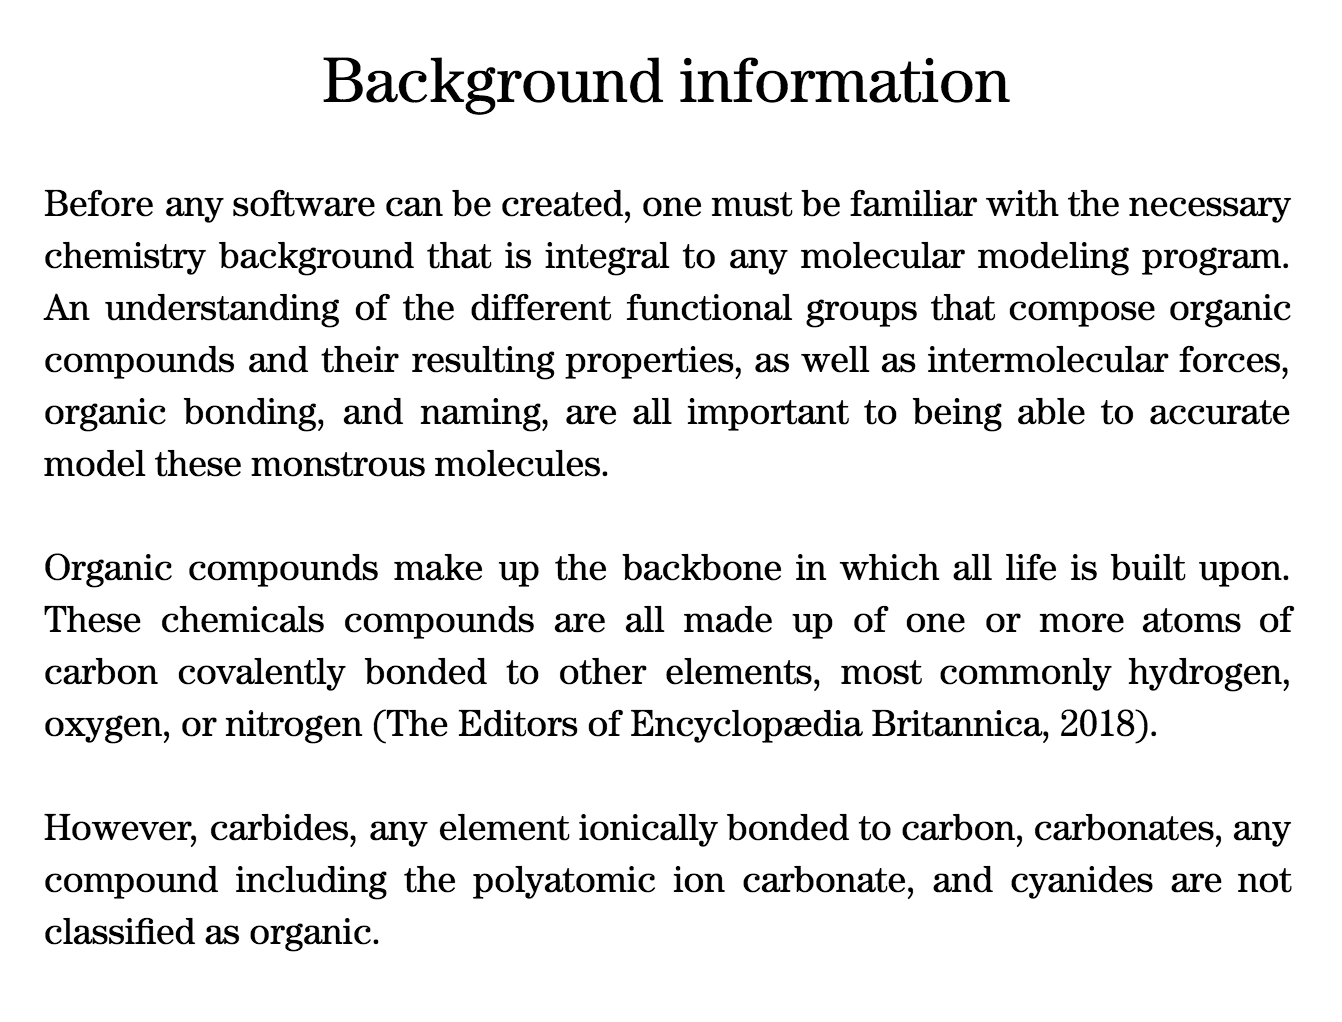 Background information
Before any software can be created, one must be familiar with the necessary
chemistry background that is integral to any molecular modeling program.
An understanding of the different functional groups that compose organic
compounds and their resulting properties, as well as intermolecular forces,
organic bonding, and naming, are all important to being able to accurate
model these monstrous molecules.
Organic compounds make up the backbone in which all life is built upon.
These chemicals compounds are all made up of one or more atoms of
carbon covalently bonded to other elements, most commonly hydrogen,
oxygen, or nitrogen (The Editors of Encyclopædia Britannica, 2018).
However, carbides, any element ionically bonded to carbon, carbonates, any
compound including the polyatomic ion carbonate, and cyanides are not
classified as organic.